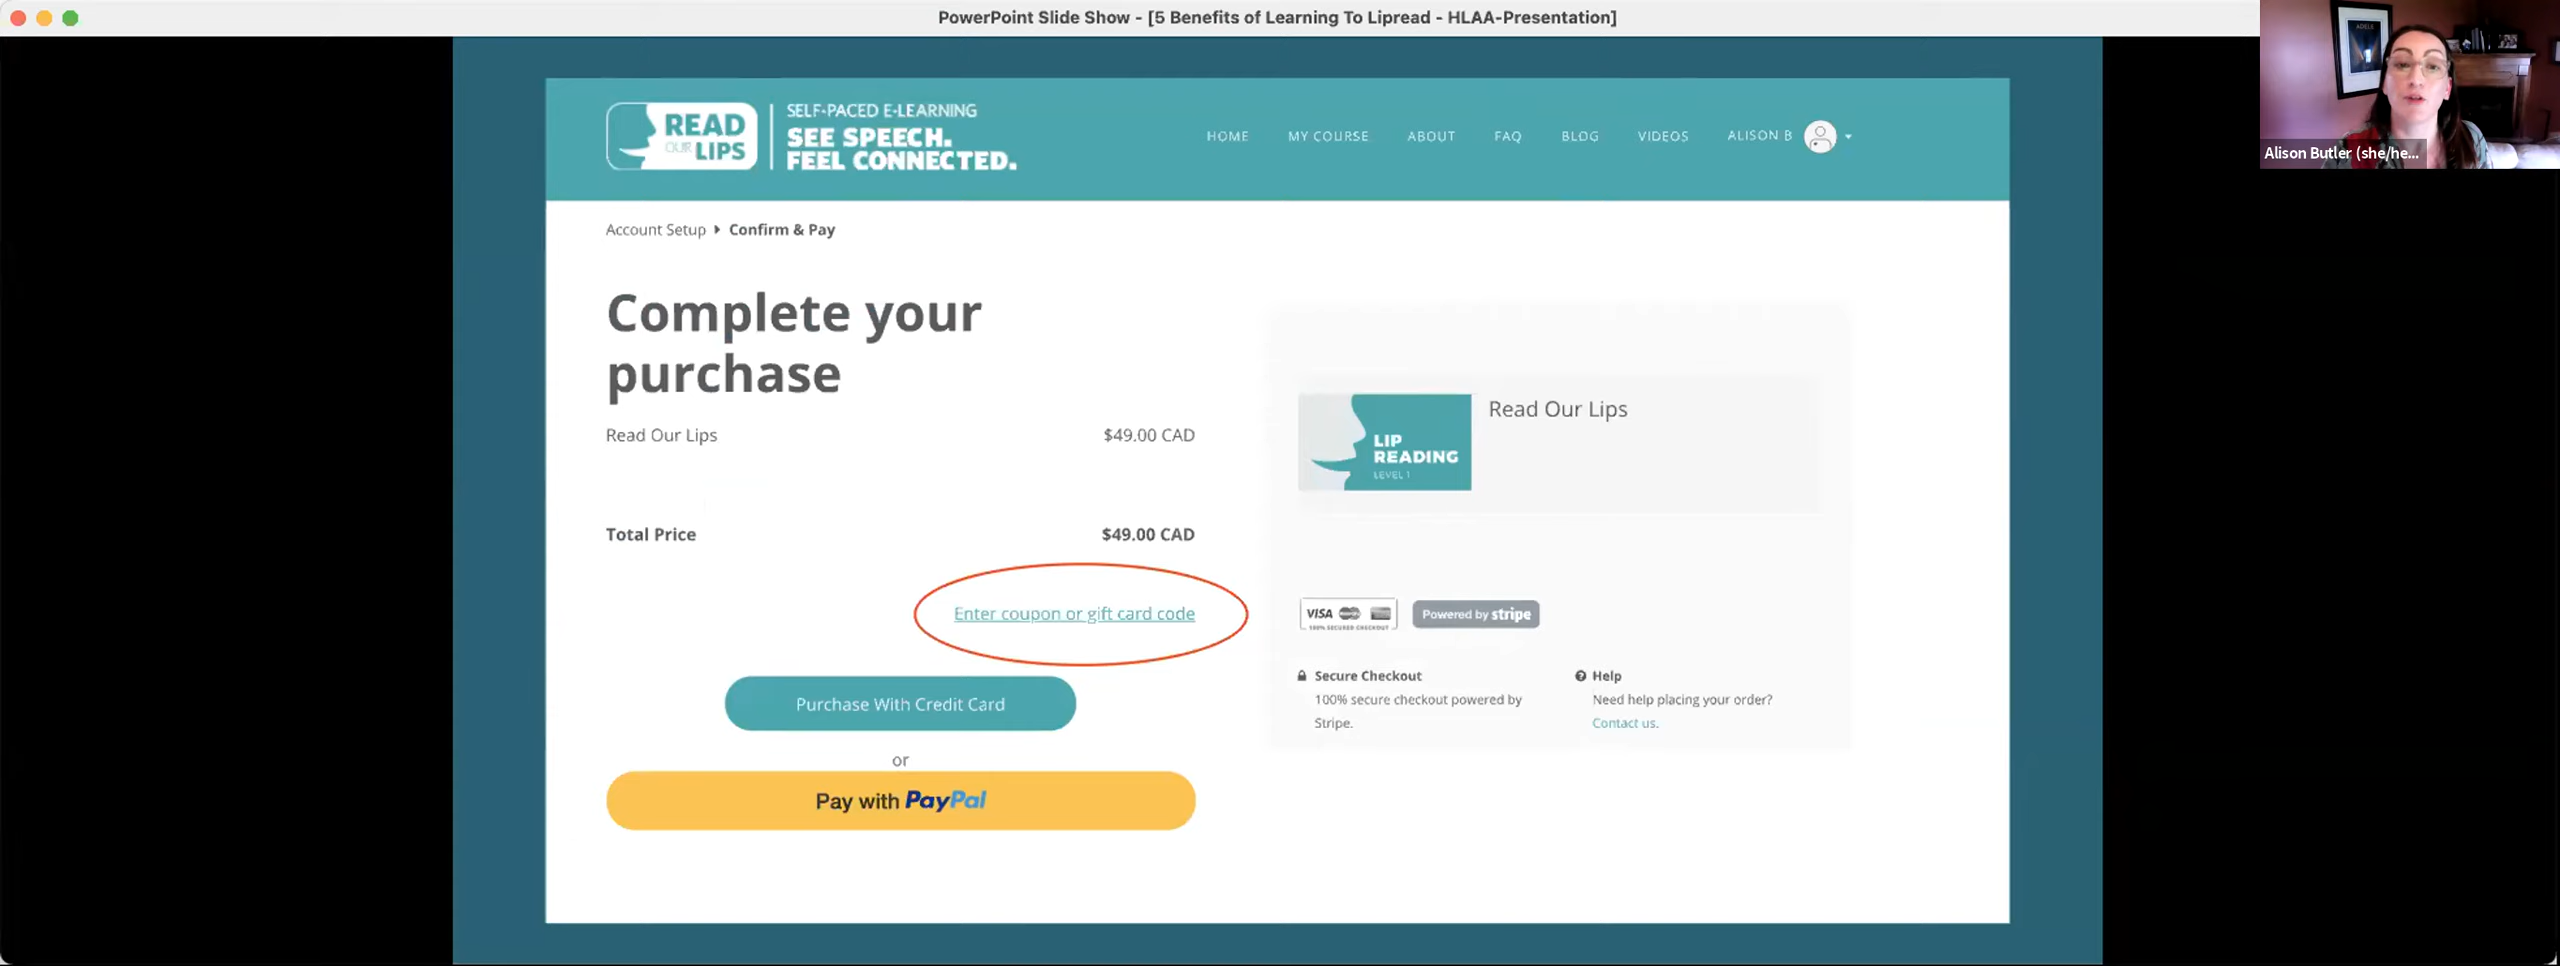 PowerPoint Slide Show - [5 Benefits of Learning To Lipread - HLAA-Presentation]
ADELE
Alison Butler (she/he...
READ
OUR LIPS
SELF-PACED E-LEARNING
SEE SPEECH.
FEEL CONNECTED.
HOME MY COURSE ABOUT FAQ BLOG VIDEOS ALISON B
Account Setup Confirm & Pay
Complete your
purchase
Read Our Lips $49.00 CAD
Total Price $49.00 CAD
Enter coupon or gift card code
Purchase With Credit Card
or
Pay with PayPal
LIP
READING
LEVEL 1
Read Our Lips
VISA
100% SECURED CHECKOUT
Powered by stripe
Secure Checkout
100% secure checkout powered by
Stripe.
Help
Need help placing your order?
Contact us.